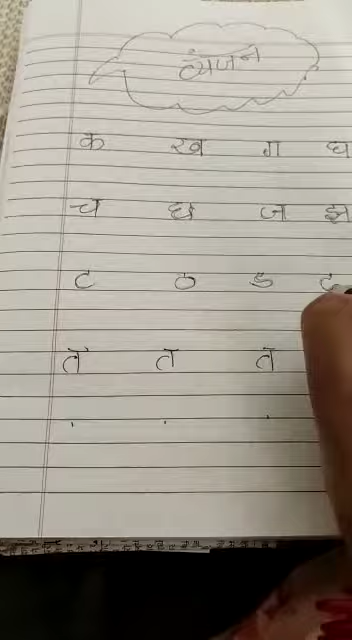 व्यंजन
क ख ग घ
च छ ज झ
ट ठ ड ढ
त त त